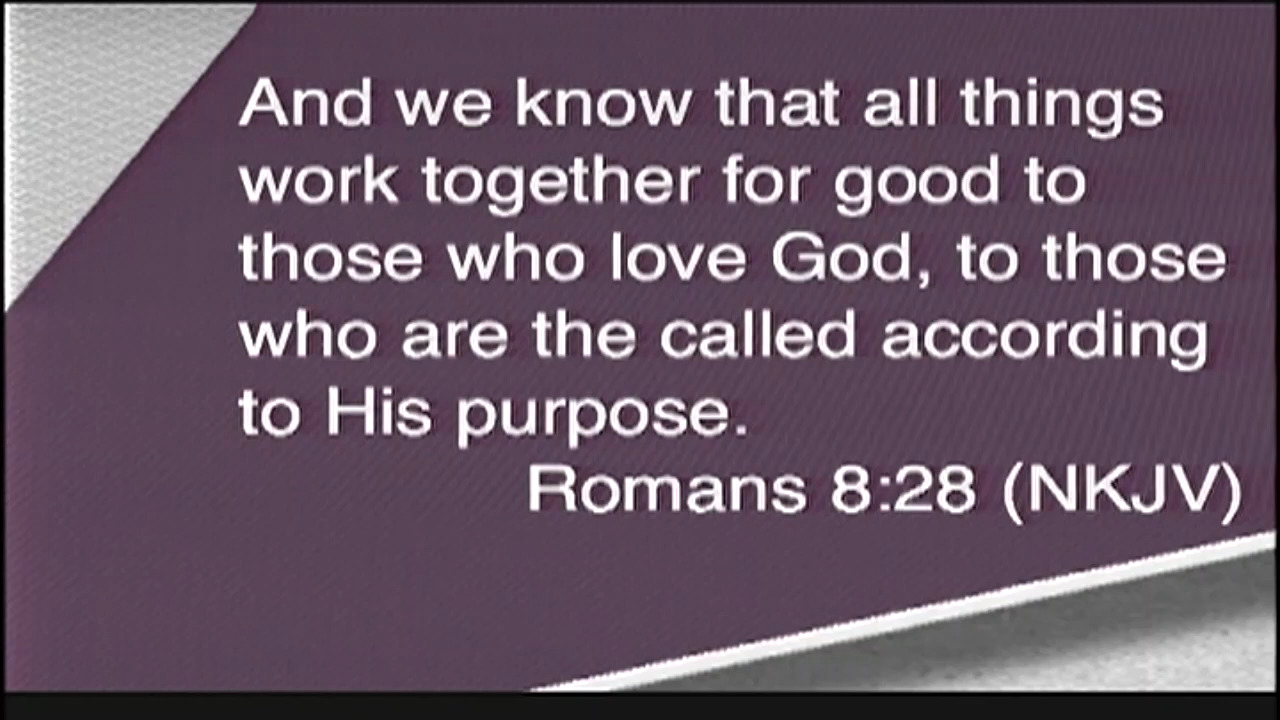 And we know that all things
work together for good to
those who love God, to those
who are the called according
to His purpose.
Romans 8:28 (NKJV)